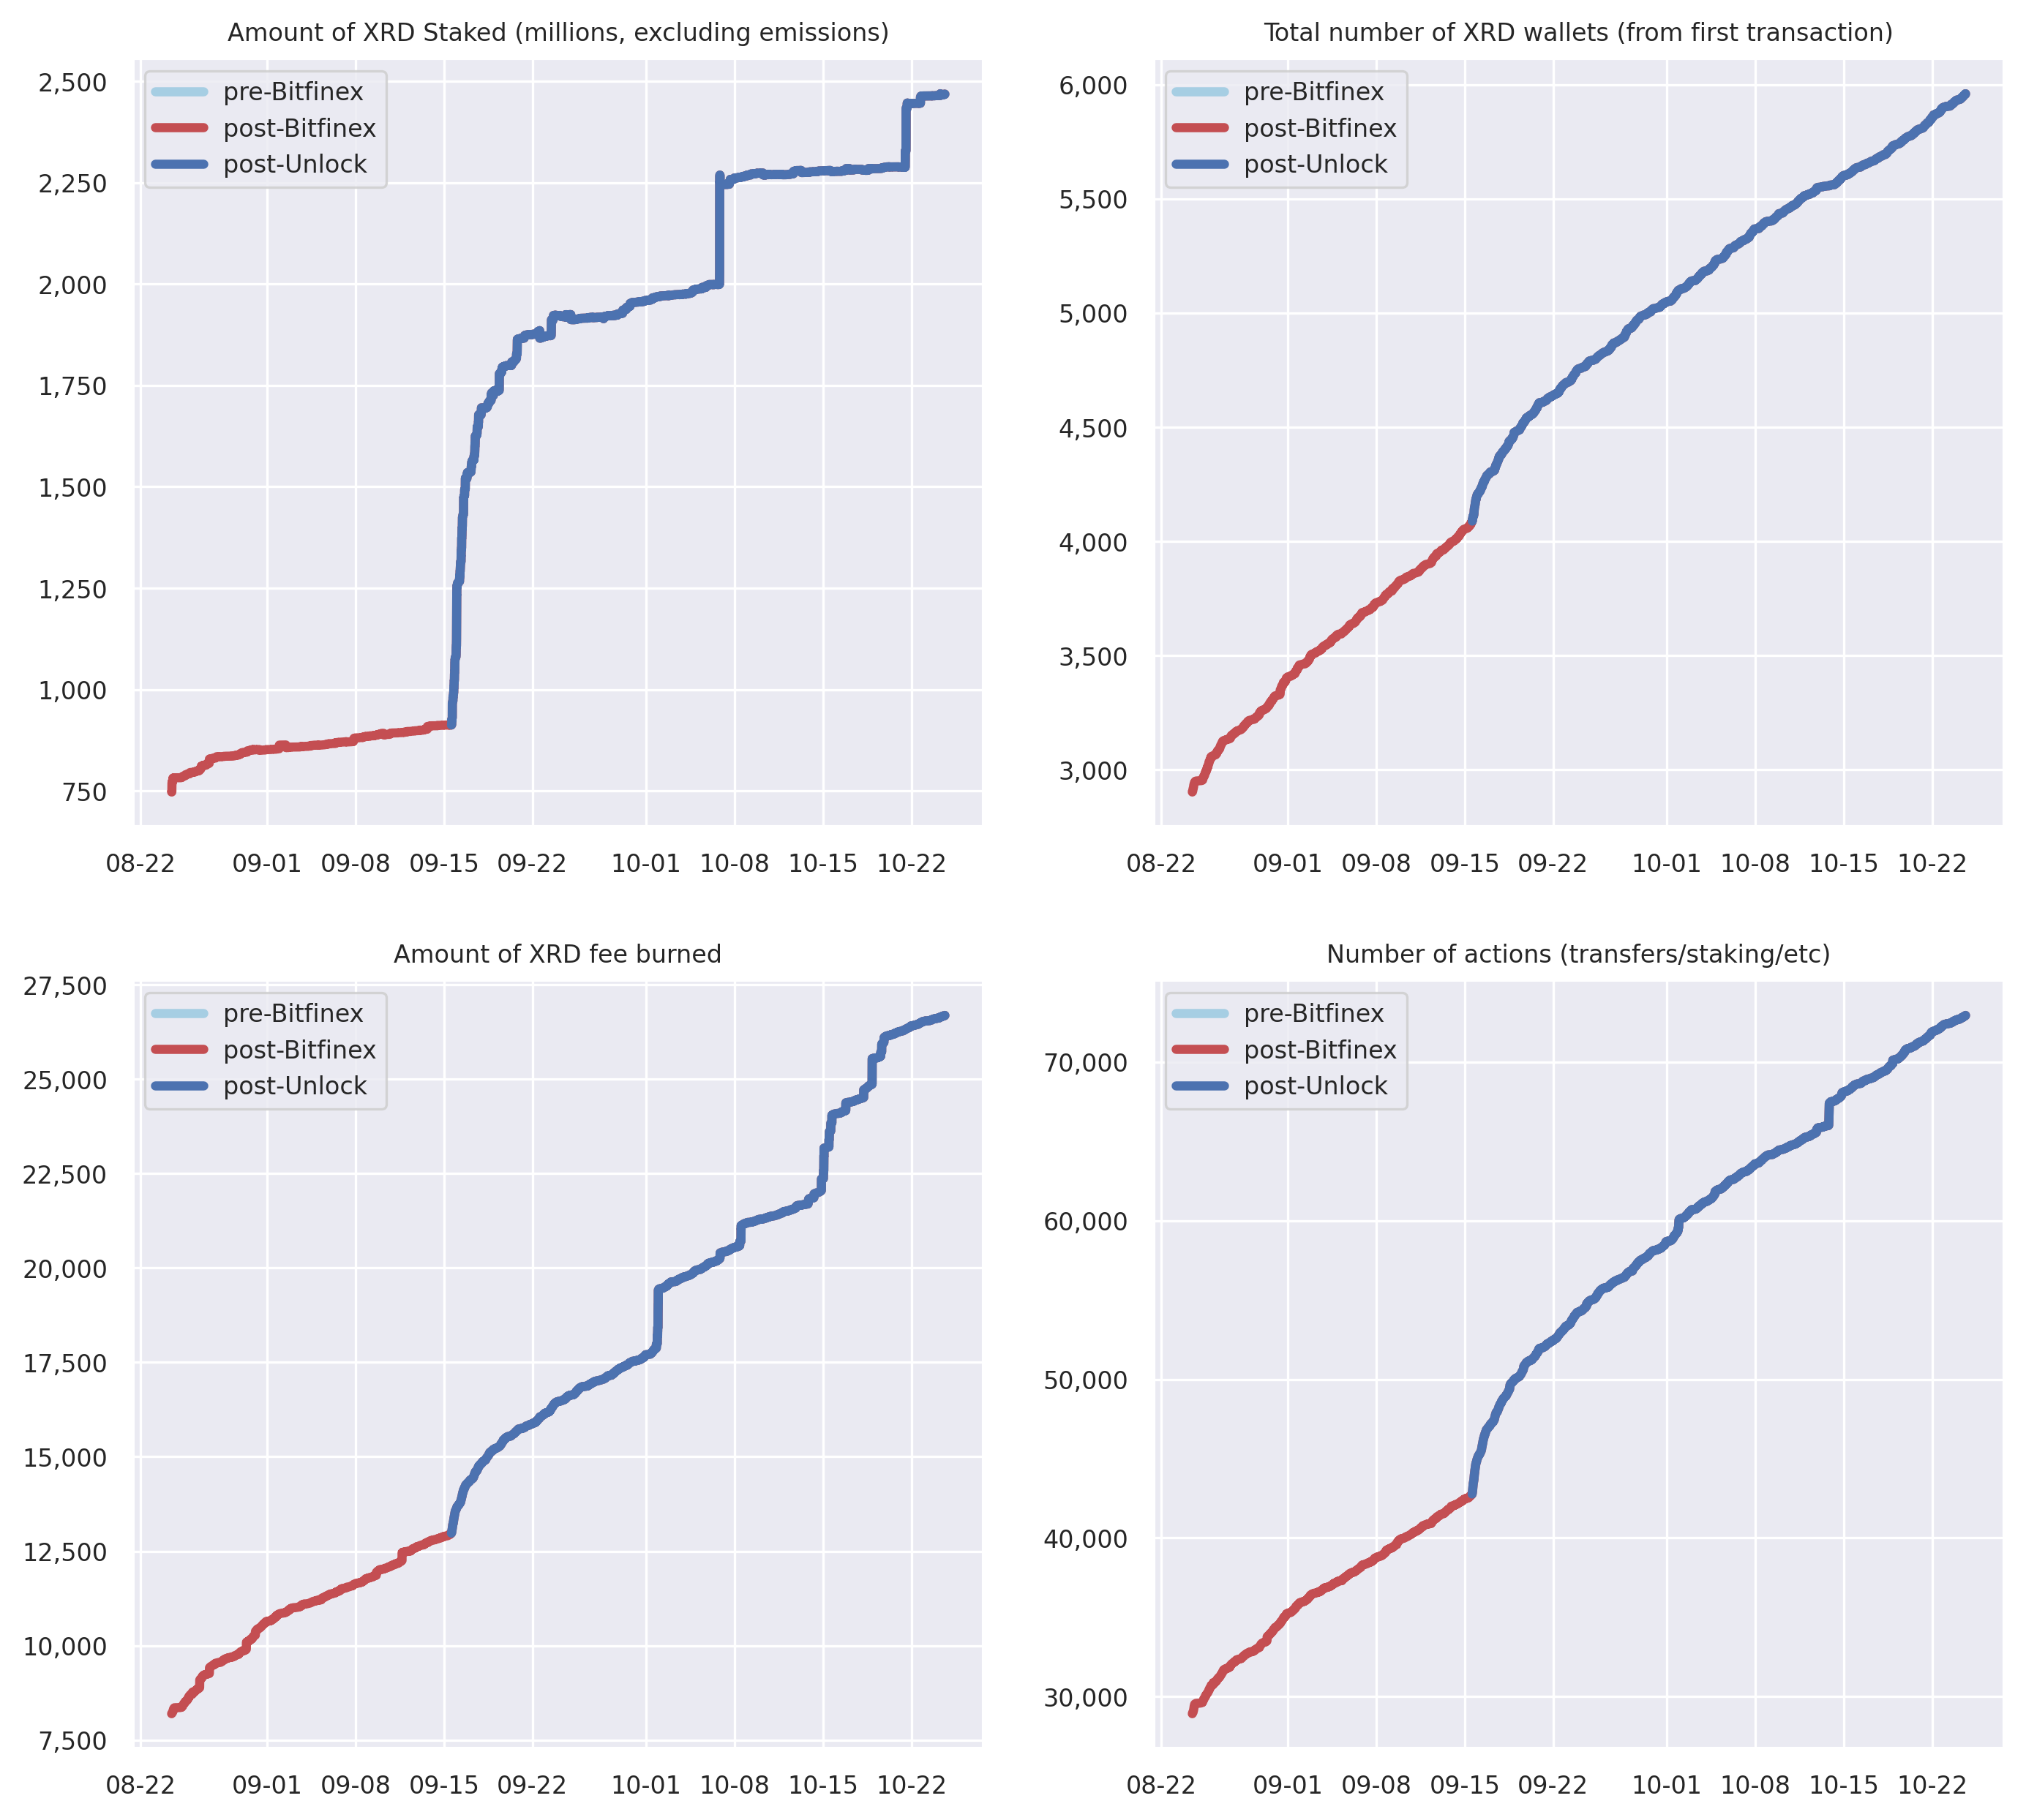 Amount of XRD Staked (millions, excluding emissions)
2,500
2,250
2,000
1,750
1,500
1,250
1,000
750
pre-Bitfinex
post-Bitfinex
post-Unlock
08-22 09-01 09-08 09-15 09-22 10-01 10-08 10-15 10-22
Total number of XRD wallets (from first transaction)
6,000
5,500
5,000
4,500
4,000
3,500
3,000
pre-Bitfinex
post-Bitfinex
post-Unlock
08-22 09-01 09-08 09-15 09-22 10-01 10-08 10-15 10-22
Amount of XRD fee burned
27,500
25,000
22,500
20,000
17,500
15,000
12,500
10,000
7,500
pre-Bitfinex
post-Bitfinex
post-Unlock
08-22 09-01 09-08 09-15 09-22 10-01 10-08 10-15 10-22
Number of actions (transfers/staking/etc)
70,000
60,000
50,000
40,000
30,000
pre-Bitfinex
post-Bitfinex
post-Unlock
08-22 09-01 09-08 09-15 09-22 10-01 10-08 10-15 10-22